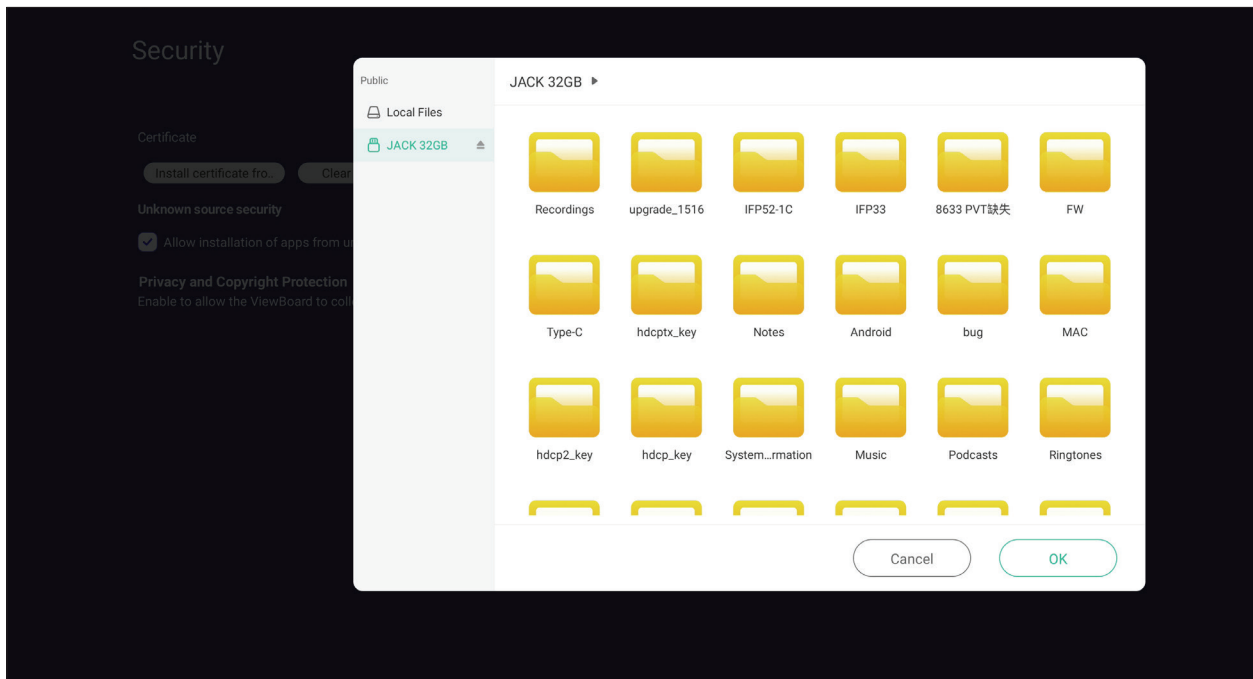 Security
Public
JACK 32GB
Local Files
Certificate
JACK 32GB
Install certificate fro..
Clear
Recordings
upgrade_1516
IFP52-1C
IFP33
8633 PVT缺失
FW
Unknown source security
Allow installation of apps from un
Privacy and Copyright Protection
Enable to allow the ViewBoard to coll
Type-C
hdcptx_key
Notes
Android
bug
MAC
hdcp2_key
hdcp_key
System...rmation
Music
Podcasts
Ringtones
Cancel
OK